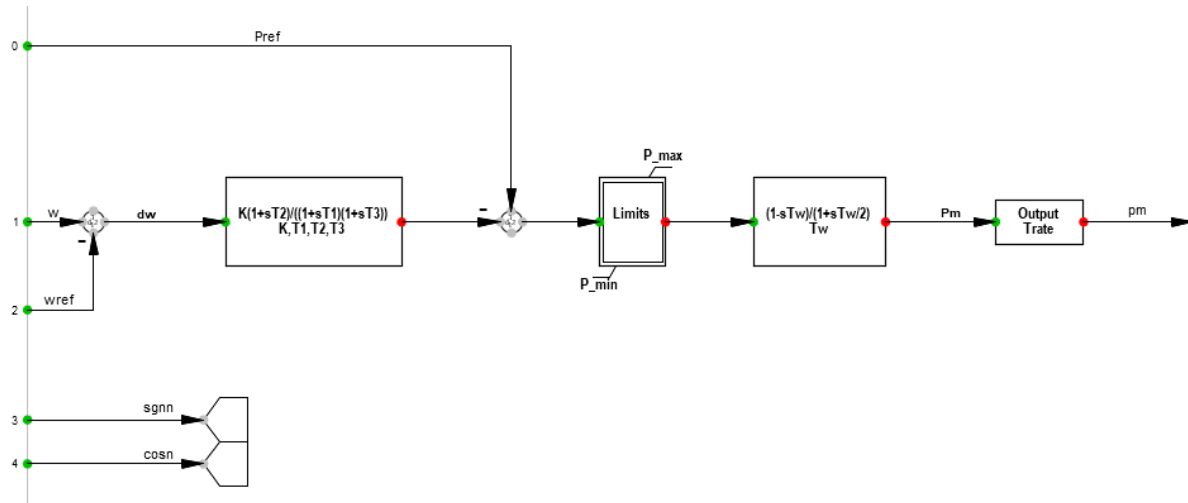 0
Pref
P_max
1
w
-
dw
K(1+sT2)/((1+sT1)(1+sT3))
K,T1,T2,T3
-
Limits
(1-sTw)/(1+sTw/2)
Tw
Pm
Output
Trate
pm
P_min
2
wref
3
sgnn
4
cosn